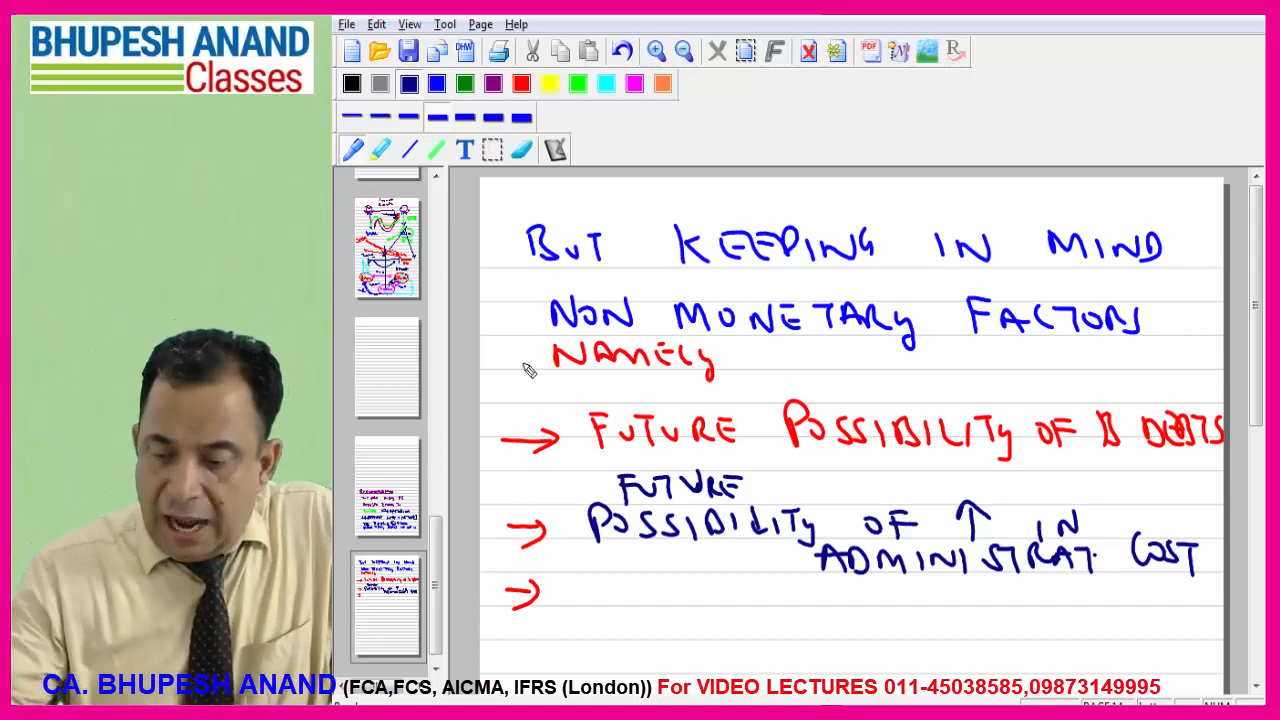 BHUPESH ANAND
Classes
File Edit View Tool Page Help
BUT KEEPING IN MIND
NON MONETARY FACTORS
NAMELY
→ FUTURE POSSIBILITY OF B DEBTS
FUTURE
→ POSSIBILITY OF ↑ IN
ADMINISTRAT. COST
→
CA. BHUPESH ANAND (FCA,FCS, AICMA, IFRS (London)) For VIDEO LECTURES 011-45038585,09873149995